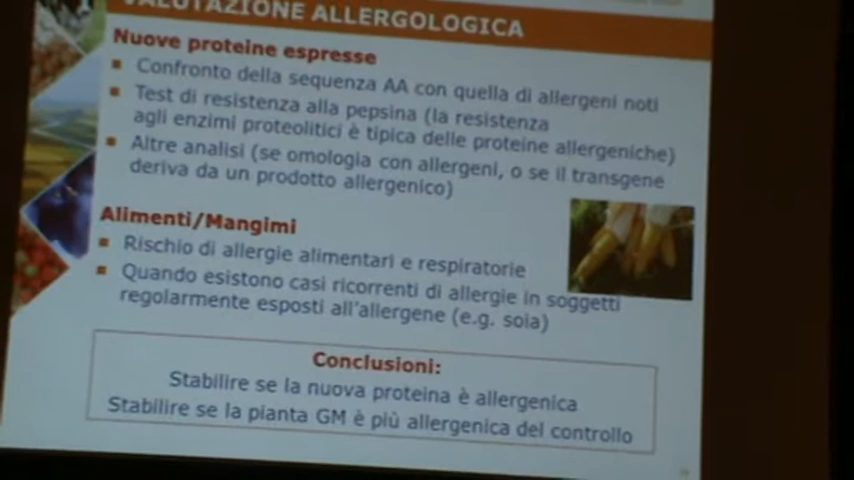 VALUTAZIONE ALLERGOLOGICA
Nuove proteine espresse
Confronto della sequenza AA con quella di allergeni noti
Test di resistenza alla pepsina (la resistenza
agli enzimi proteolitici è tipica delle proteine allergeniche)
Altre analisi (se omologia con allergeni, o se il transgene
deriva da un prodotto allergenico)
Alimenti/Mangimi
Rischio di allergie alimentari e respiratorie
Quando esistono casi ricorrenti di allergie in soggetti
regolarmente esposti all'allergene (e.g. soia)
Conclusioni:
Stabilire se la nuova proteina è allergenica
Stabilire se la pianta GM è più allergenica del controllo